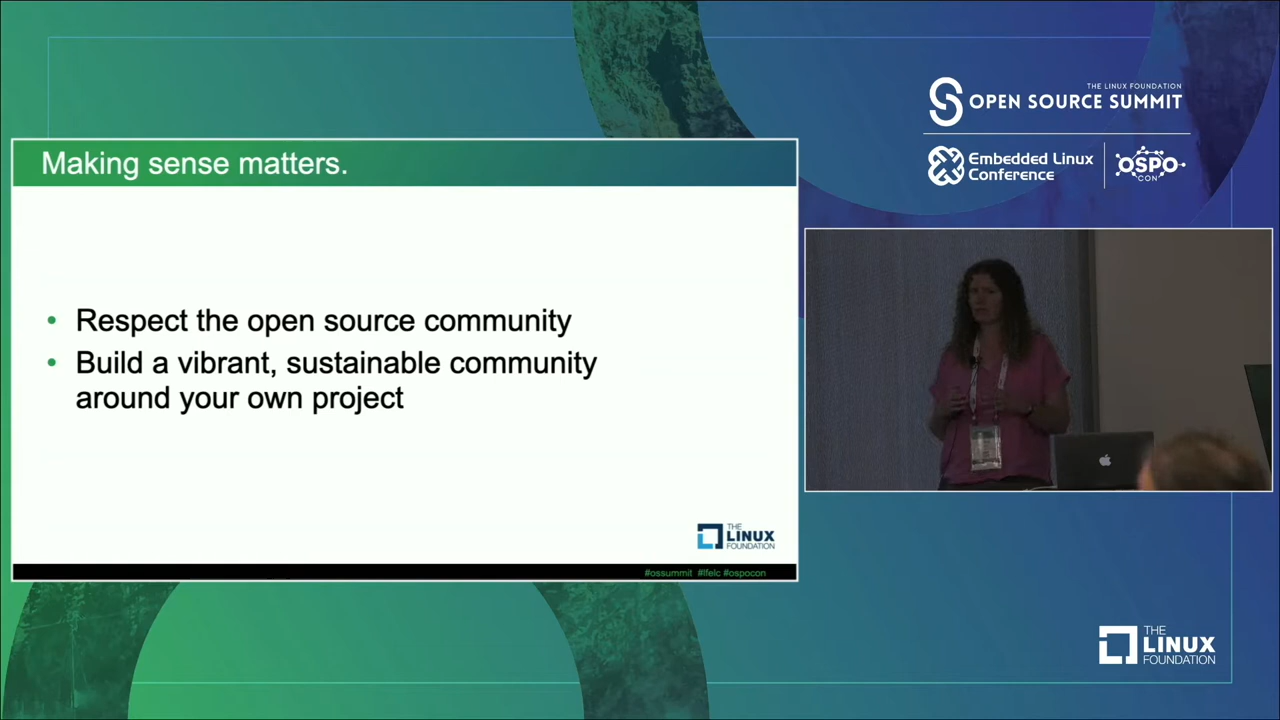 THE LINUX FOUNDATION
OPEN SOURCE SUMMIT
Embedded Linux
Conference
OSPO
CON
Making sense matters.
• Respect the open source community
• Build a vibrant, sustainable community
around your own project
THE
LINUX
FOUNDATION
#ossummit #lfelc #ospocon
THE
LINUX
FOUNDATION